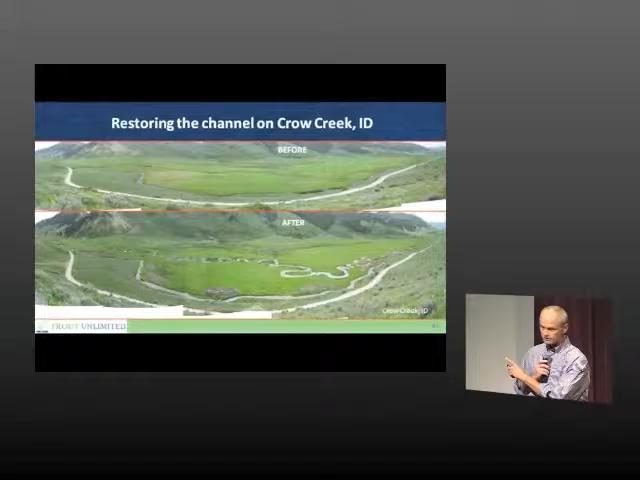 Restoring the channel on Crow Creek, ID
BEFORE
AFTER
Crow Creek, ID
TROUT UNLIMITED